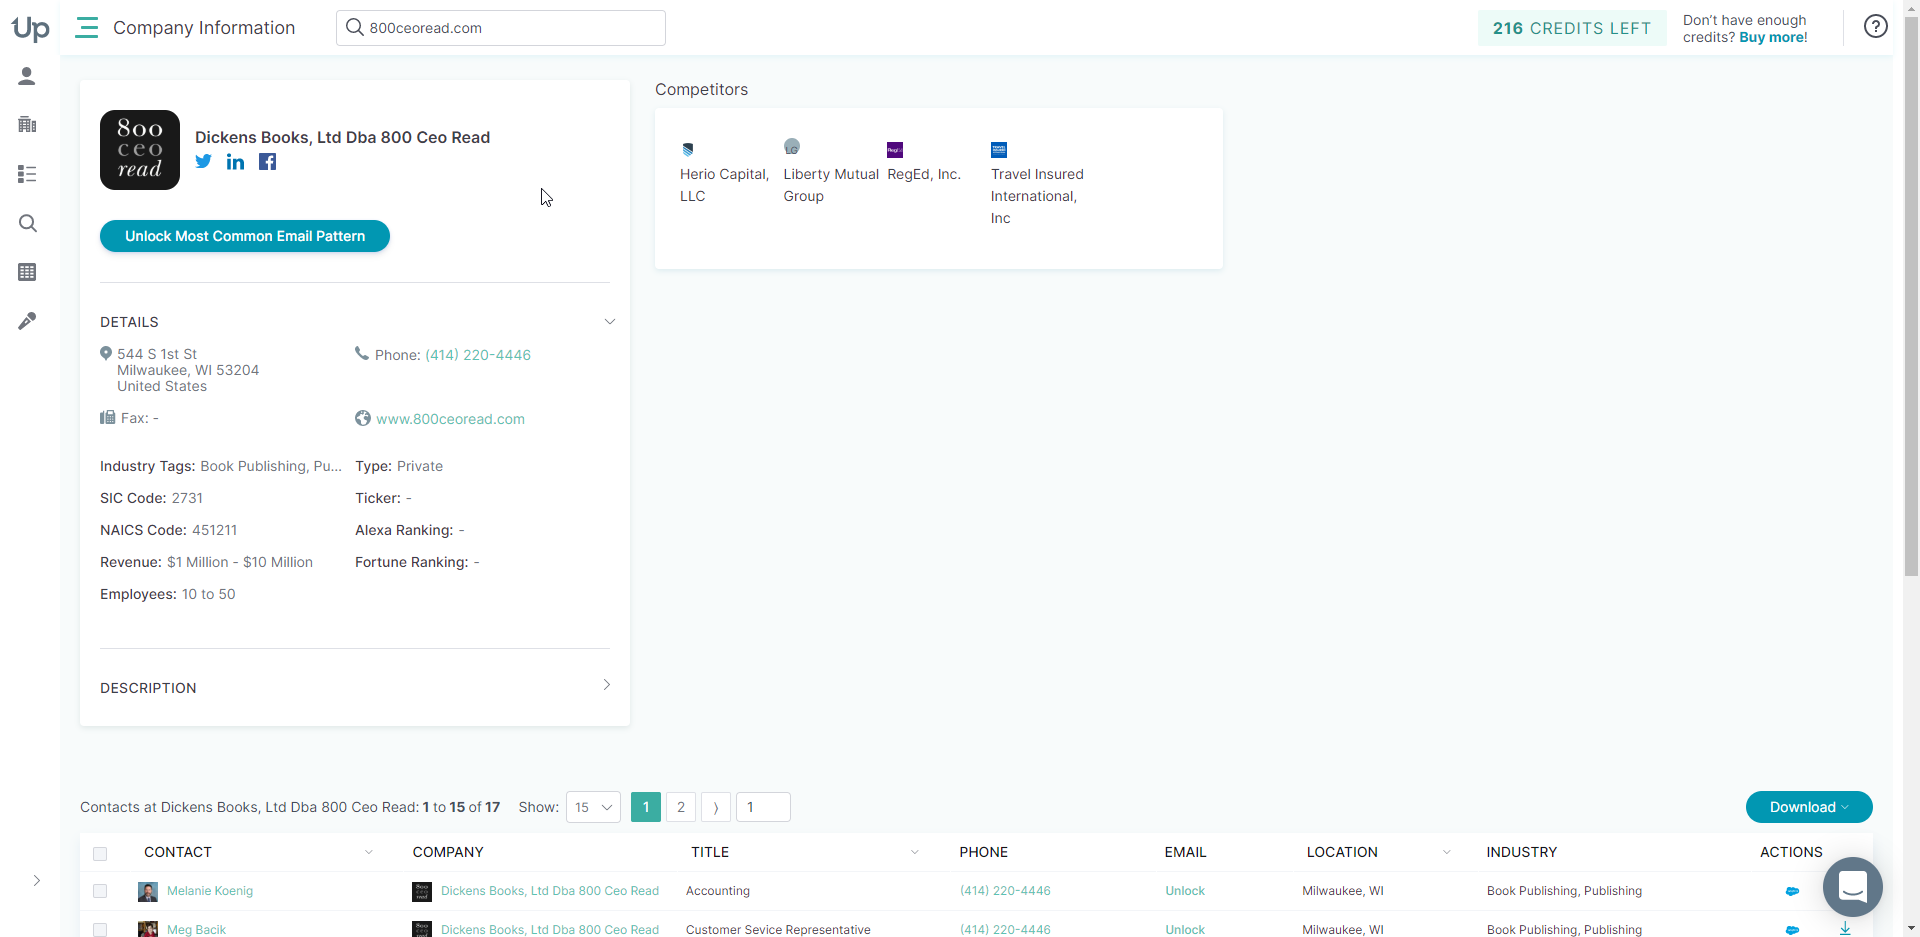 Up
Company Information
800ceoread.com
216 CREDITS LEFT
Don't have enough
credits? Buy more!
?
800
ceo
read
Dickens Books, Ltd Dba 800 Ceo Read
Unlock Most Common Email Pattern
DETAILS
544 S 1st St
Milwaukee, WI 53204
United States
Phone: (414) 220-4446
Fax: -
www.800ceoread.com
Industry Tags: Book Publishing, Pu...
Type: Private
SIC Code: 2731
Ticker: -
NAICS Code: 451211
Alexa Ranking: -
Revenue: $1 Million - $10 Million
Fortune Ranking: -
Employees: 10 to 50
DESCRIPTION
Competitors
Herio Capital,
LLC
LG
Liberty Mutual
Group
RegEd
RegEd, Inc.
Travel Insured
International,
Inc
Contacts at Dickens Books, Ltd Dba 800 Ceo Read: 1 to 15 of 17 Show: 15 1 2 ⟩ 1
Download
CONTACT COMPANY TITLE PHONE EMAIL LOCATION INDUSTRY ACTIONS
Melanie Koenig Dickens Books, Ltd Dba 800 Ceo Read Accounting (414) 220-4446 Unlock Milwaukee, WI Book Publishing, Publishing
Meg Bacik Dickens Books, Ltd Dba 800 Ceo Read Customer Sevice Representative (414) 220-4446 Unlock Milwaukee, WI Book Publishing, Publishing